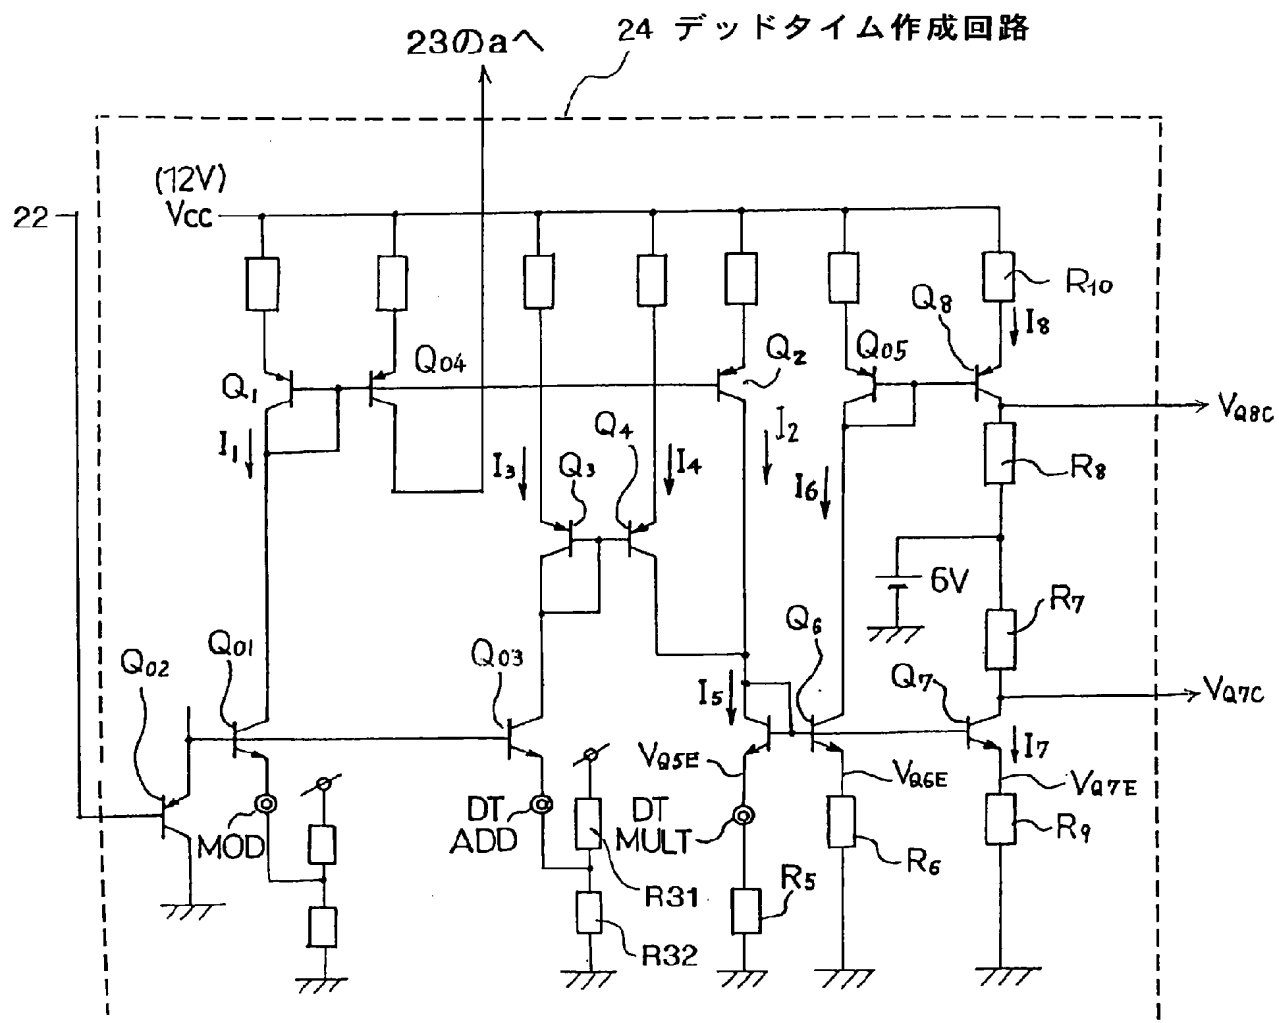 24 デッドタイム作成回路
23のaへ
(12V)
22
VCC
R10
Q8
I8
Q04
Q2
Q05
Q1
VQ8C
I1
Q4
I2
I3
Q3
I4
I6
R8
6V
R7
Q6
Q01
Q03
Q02
Q7
VQ7C
I5
I7
VQ5E
VQ6E
VQ7E
DT
ADD
DT
MULT
MOD
R9
R6
R5
R31
R32